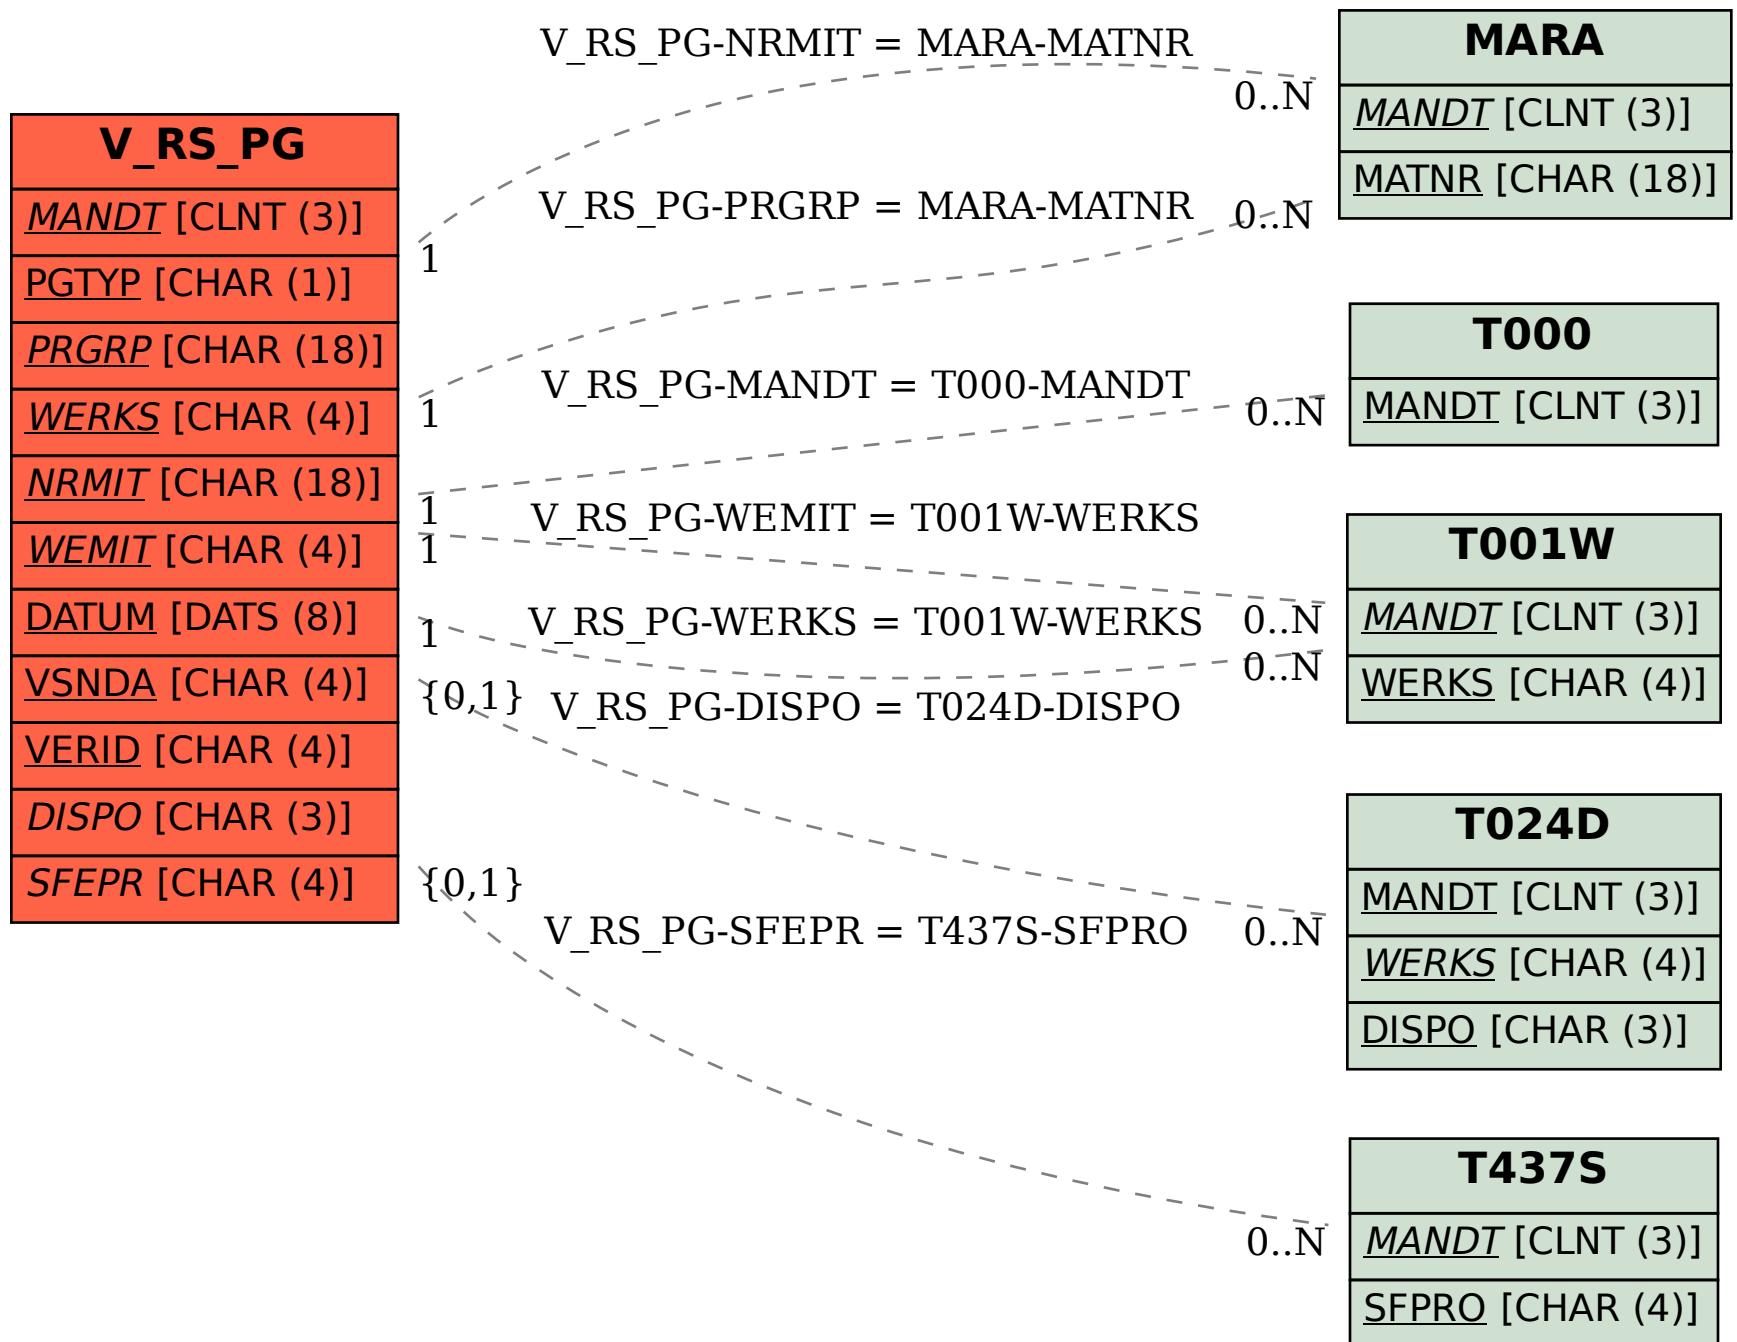 V_RS_PG
MANDT [CLNT (3)]
PGTYP [CHAR (1)]
PRGRP [CHAR (18)]
WERKS [CHAR (4)]
NRMIT [CHAR (18)]
WEMIT [CHAR (4)]
DATUM [DATS (8)]
VSNDA [CHAR (4)]
VERID [CHAR (4)]
DISPO [CHAR (3)]
SFEPR [CHAR (4)]
V_RS_PG-NRMIT = MARA-MATNR
0..N
1
V_RS_PG-PRGRP = MARA-MATNR
0..N
1
V_RS_PG-MANDT = T000-MANDT
0..N
1
V_RS_PG-WEMIT = T001W-WERKS
1
0..N
V_RS_PG-WERKS = T001W-WERKS
1
0..N
{0,1}
V_RS_PG-DISPO = T024D-DISPO
0..N
{0,1}
V_RS_PG-SFEPR = T437S-SFPRO
0..N
MARA
MANDT [CLNT (3)]
MATNR [CHAR (18)]
T000
MANDT [CLNT (3)]
T001W
MANDT [CLNT (3)]
WERKS [CHAR (4)]
T024D
MANDT [CLNT (3)]
WERKS [CHAR (4)]
DISPO [CHAR (3)]
T437S
MANDT [CLNT (3)]
SFPRO [CHAR (4)]